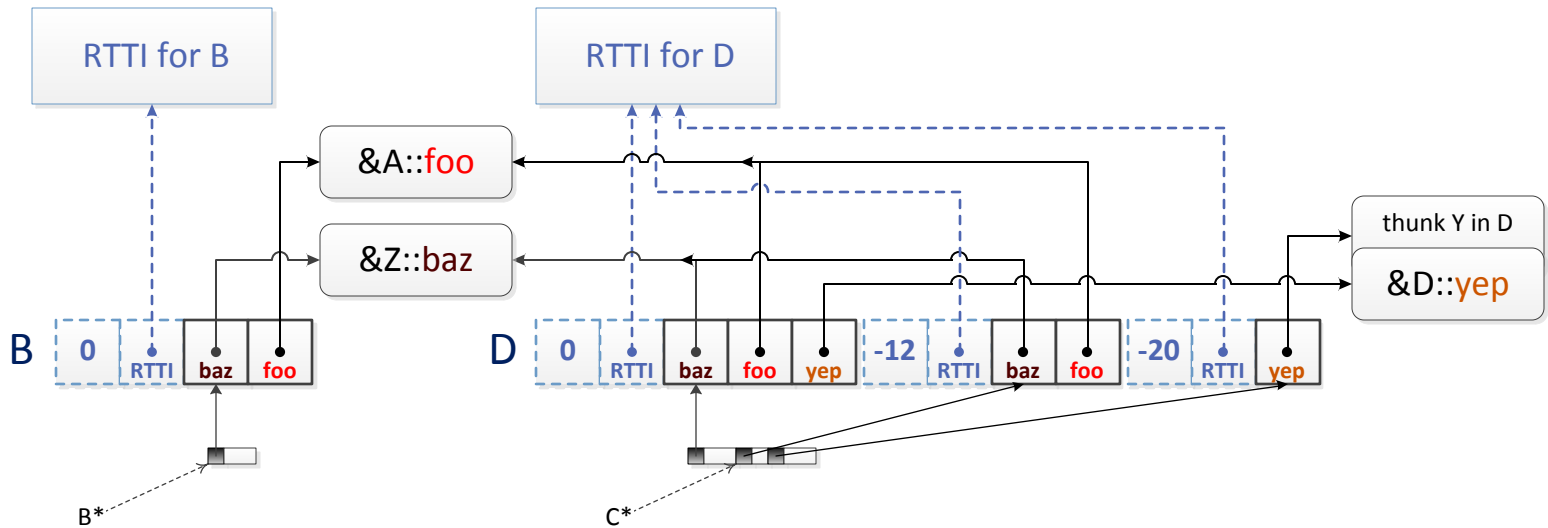 RTTI for B
RTTI for D
&A::foo
&Z::baz
thunk Y in D
&D::yep
B
0
RTTI
baz
foo
D
0
RTTI
baz
foo
yep
-12
RTTI
baz
foo
-20
RTTI
yep
B*
C*